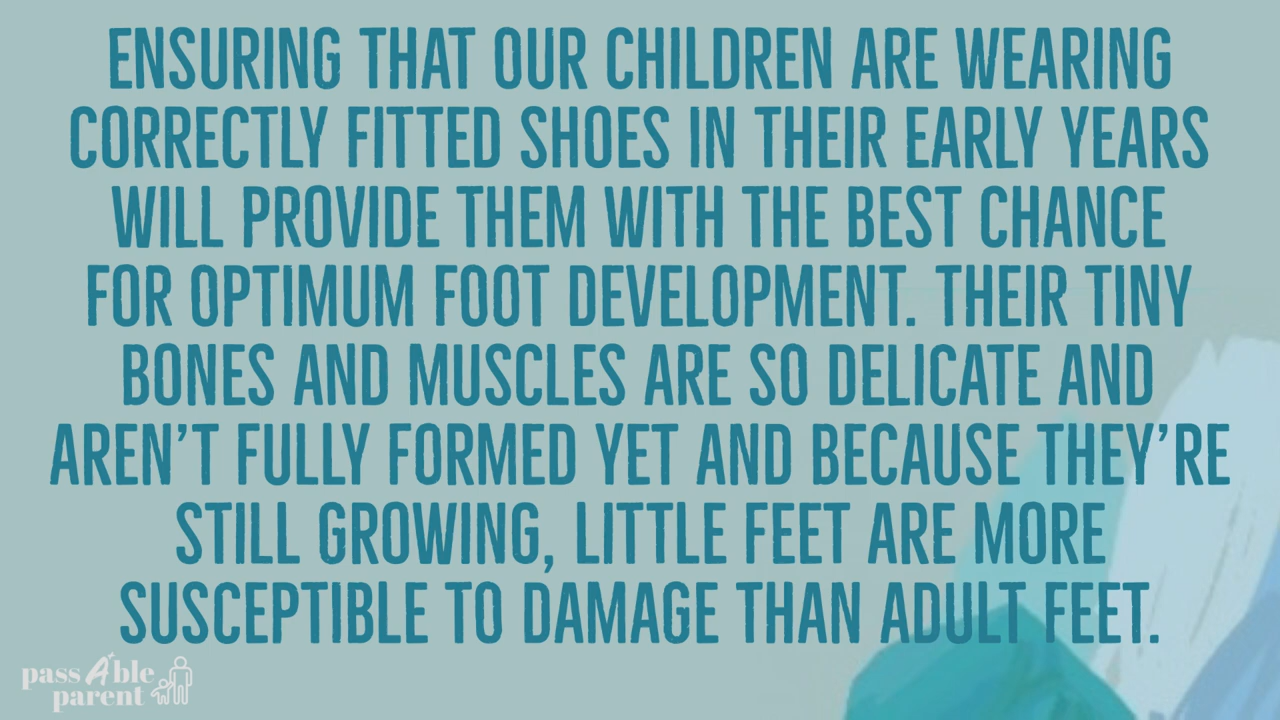 ENSURING THAT OUR CHILDREN ARE WEARING
CORRECTLY FITTED SHOES IN THEIR EARLY YEARS
WILL PROVIDE THEM WITH THE BEST CHANCE
FOR OPTIMUM FOOT DEVELOPMENT. THEIR TINY
BONES AND MUSCLES ARE SO DELICATE AND
AREN’T FULLY FORMED YET AND BECAUSE THEY’RE
STILL GROWING, LITTLE FEET ARE MORE
SUSCEPTIBLE TO DAMAGE THAN ADULT FEET.
pass Able
parent